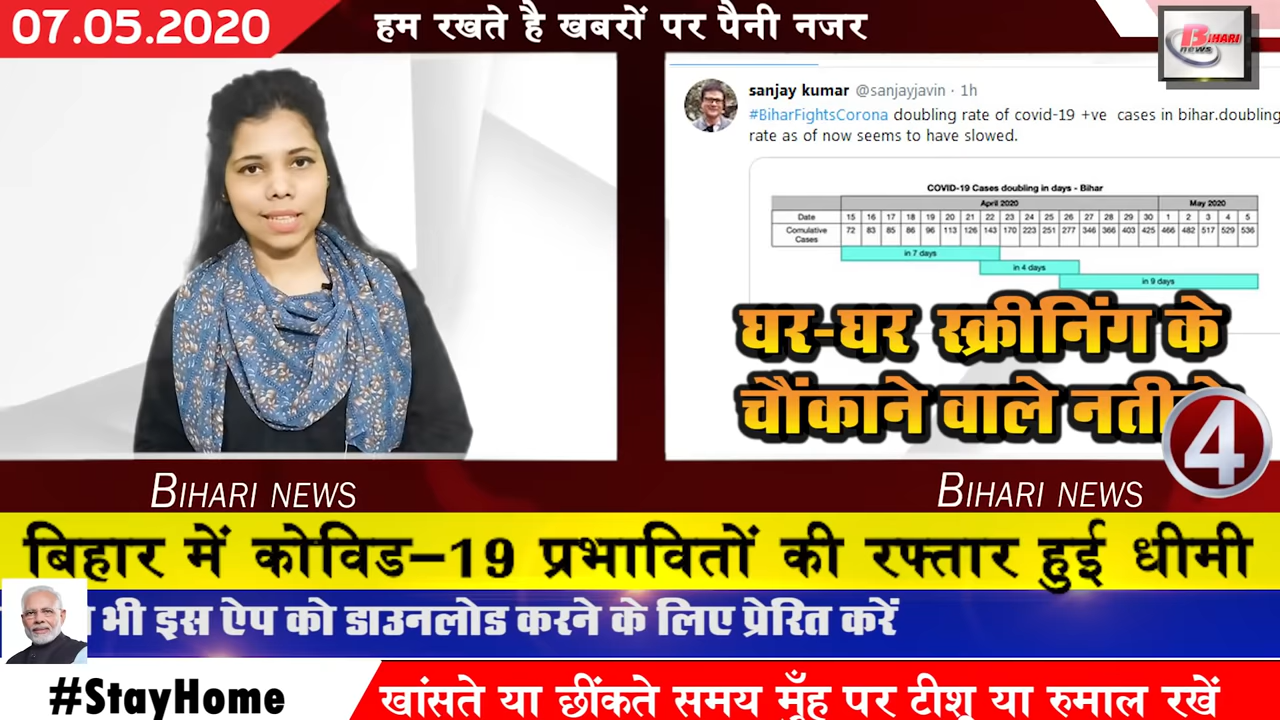 07.05.2020
हम रखते है खबरों पर पैनी नजर
BIHARI
news
sanjay kumar @sanjayjavin · 1h
#BiharFightsCorona doubling rate of covid-19 +ve cases in bihar.doubling
rate as of now seems to have slowed.
COVID-19 Cases doubling in days - Bihar
April 2020 May 2020
Date 15 16 17 18 19 20 21 22 23 24 25 26 27 28 29 30 1 2 3 4 5
Comulative 72 83 85 86 96 113 126 143 170 223 251 277 346 366 403 425 466 482 517 529 536
Cases
in 7 days
in 4 days
in 9 days
घर-घर स्क्रीनिंग के
चौंकाने वाले
4
BIHARI NEWS
BIHARI NEWS
बिहार में कोविड–19 प्रभावितों की रफ्तार हुई धीमी
भी इस ऐप को डाउनलोड करने के लिए प्रेरित करें
#StayHome
खांसते या छींकते समय मूँह पर टीशू या रुमाल रखें